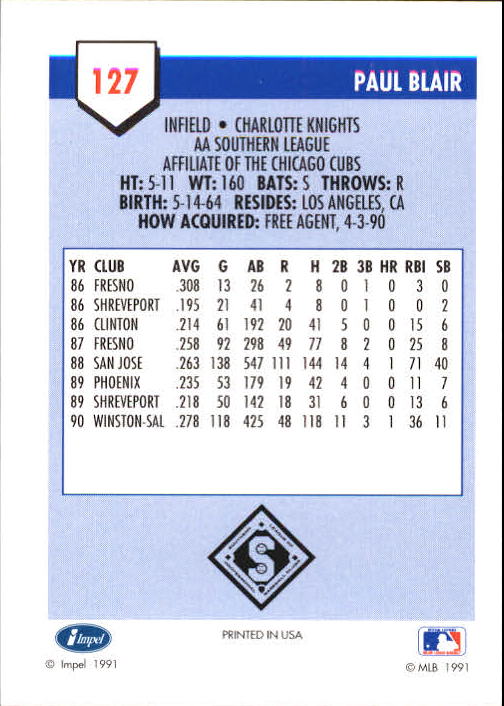 127
PAUL BLAIR
INFIELD • CHARLOTTE KNIGHTS
AA SOUTHERN LEAGUE
AFFILIATE OF THE CHICAGO CUBS
HT: 5-11 WT: 160 BATS: S THROWS: R
BIRTH: 5-14-64 RESIDES: LOS ANGELES, CA
HOW ACQUIRED: FREE AGENT, 4-3-90
YR CLUB AVG G AB R H 2B 3B HR RBI SB
86 FRESNO .308 13 26 2 8 0 1 0 3 0
86 SHREVEPORT .195 21 41 4 8 0 1 0 0 2
86 CLINTON .214 61 192 20 41 5 0 0 15 6
87 FRESNO .258 92 298 49 77 8 2 0 25 8
88 SAN JOSE .263 138 547 111 144 14 4 1 71 40
89 PHOENIX .235 53 179 19 42 4 0 0 11 7
89 SHREVEPORT .218 50 142 18 31 6 0 0 13 6
90 WINSTON-SAL .278 118 425 48 118 11 3 1 36 11
SOUTHERN LEAGUE OF
S
PROFESSIONAL BASEBALL CLUBS
Impel
PRINTED IN USA
© Impel 1991
© MLB 1991